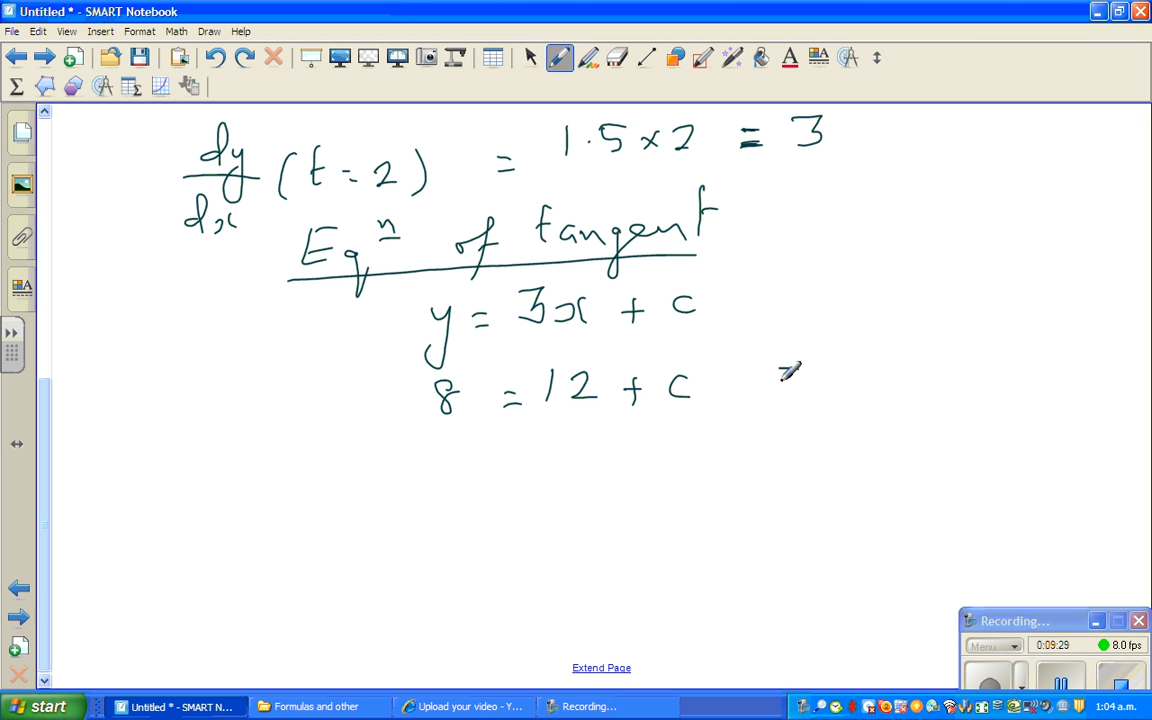 Untitled * - SMART Notebook
File Edit View Insert Format Math Draw Help
dy/dx (t = 2) = 1.5 × 2 = 3
Eqn of tangent
y = 3x + c
8 = 12 + c
Extend Page
Recording...
Menu
0:09:29
8.0 fps
start
Untitled * - SMART N...
Formulas and other
Upload your video - Y...
Recording...
1:04 a.m.